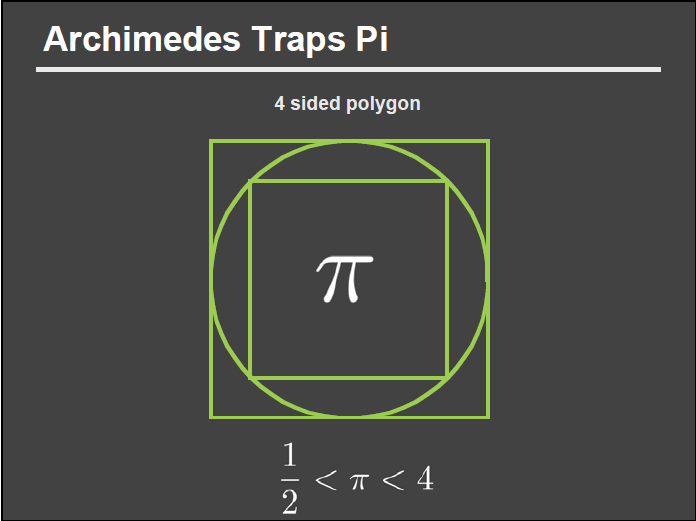 Archimedes Traps Pi
4 sided polygon
π
1/2 < π < 4